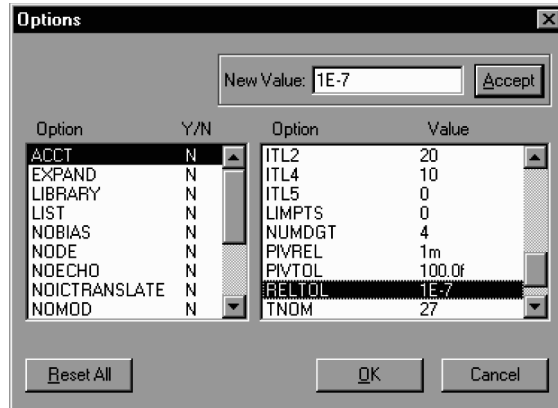 Options
New Value: 1E-7 Accept
Option Y/N Option Value
ACCT N ITL2 20
EXPAND N ITL4 10
LIBRARY N ITL5 0
LIST N LIMPTS 0
NOBIAS N NUMDGT 4
NODE N PIVREL 1m
NOECHO N PIVTOL 100.0f
NOICTRANSLATE N RELTOL 1E-7
NOMOD N TNOM 27
Reset All OK Cancel